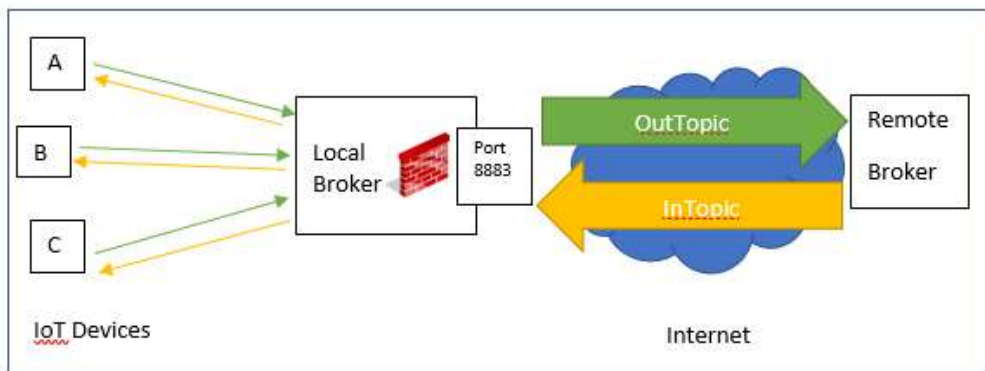 A
B
C
IoT Devices
Local
Broker
Port
8883
OutTopic
InTopic
Internet
Remote
Broker